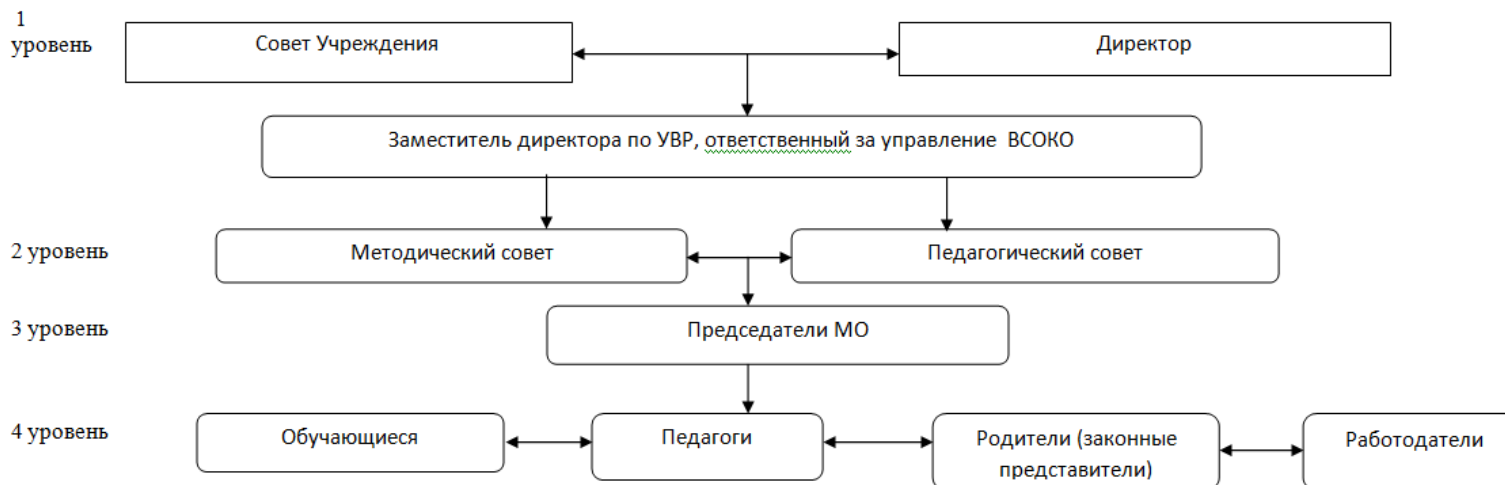 1
уровень
Совет Учреждения
Директор
Заместитель директора по УВР, ответственный за управление ВСОКО
2 уровень
Методический совет
Педагогический совет
3 уровень
Председатели МО
4 уровень
Обучающиеся
Педагоги
Родители (законные
представители)
Работодатели